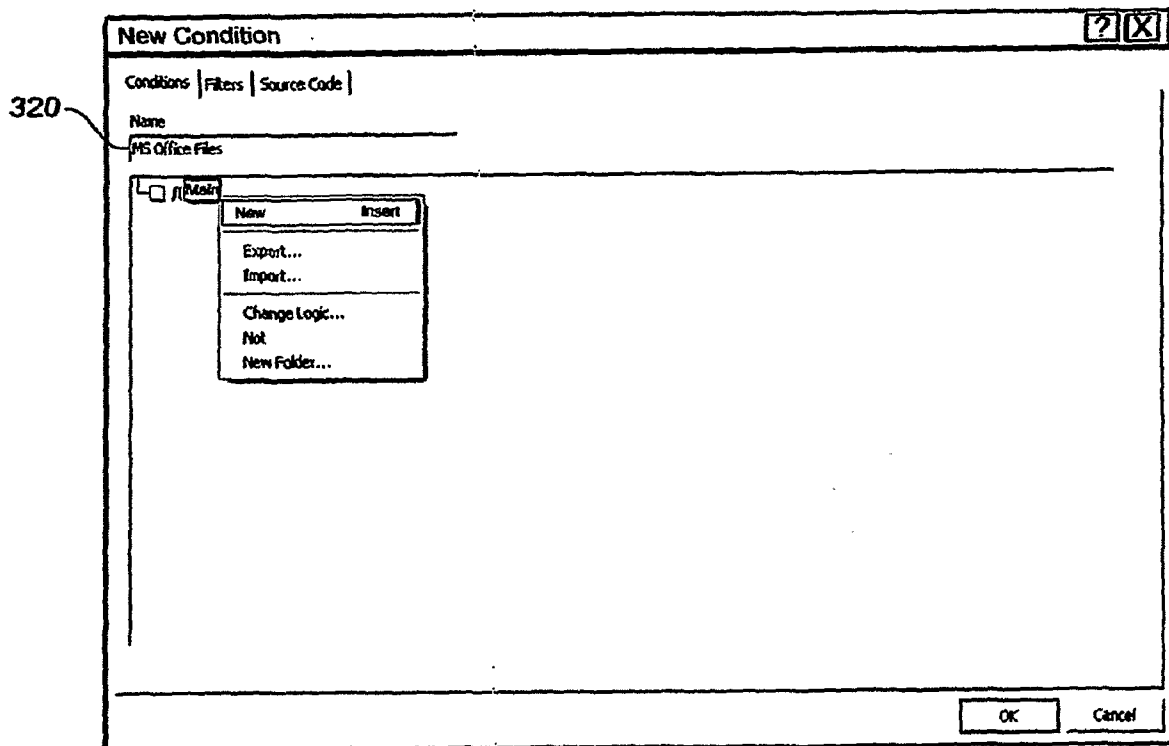 New Condition ? X
Conditions Filters Source Code
320
Name
MS Office Files
Main
New Insert
Export...
Import...
Change Logic...
Not
New Folder...
OK Cancel